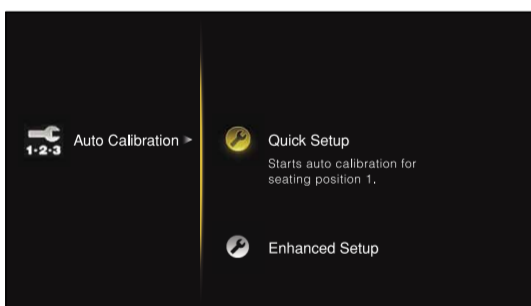 1·2·3
Auto Calibration
Quick Setup
Starts auto calibration for
seating position 1.
Enhanced Setup